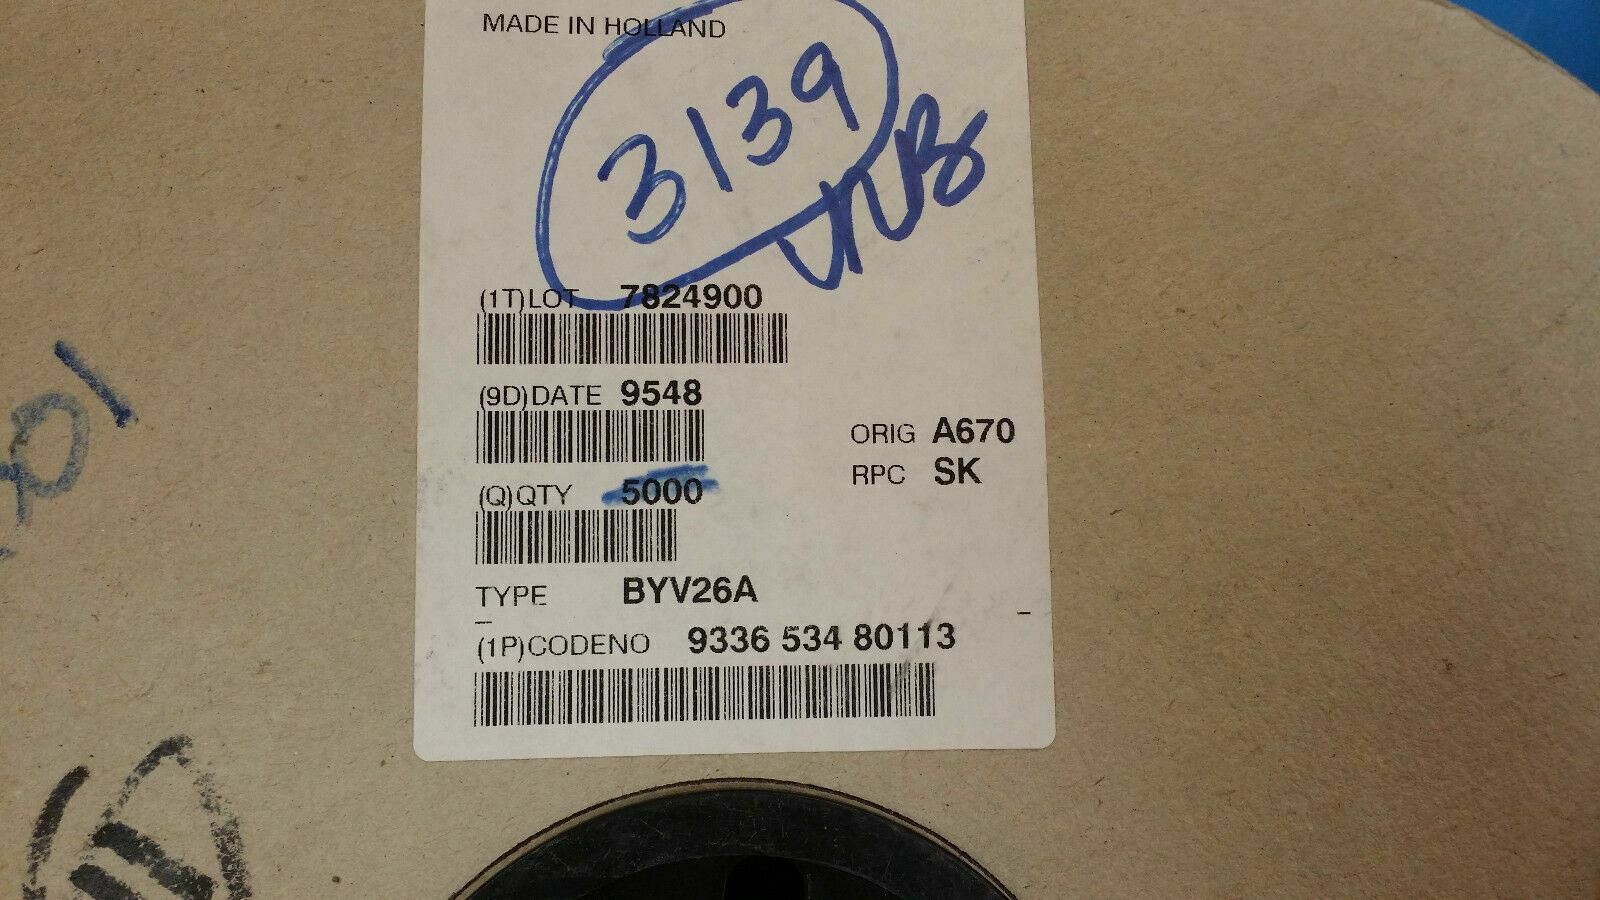 MADE IN HOLLAND
3139
(1T)LOT 7824900
(9D)DATE 9548
ORIG A670
RPC SK
(Q)QTY 5000
TYPE BYV26A
(1P)CODENO 9336 534 80113